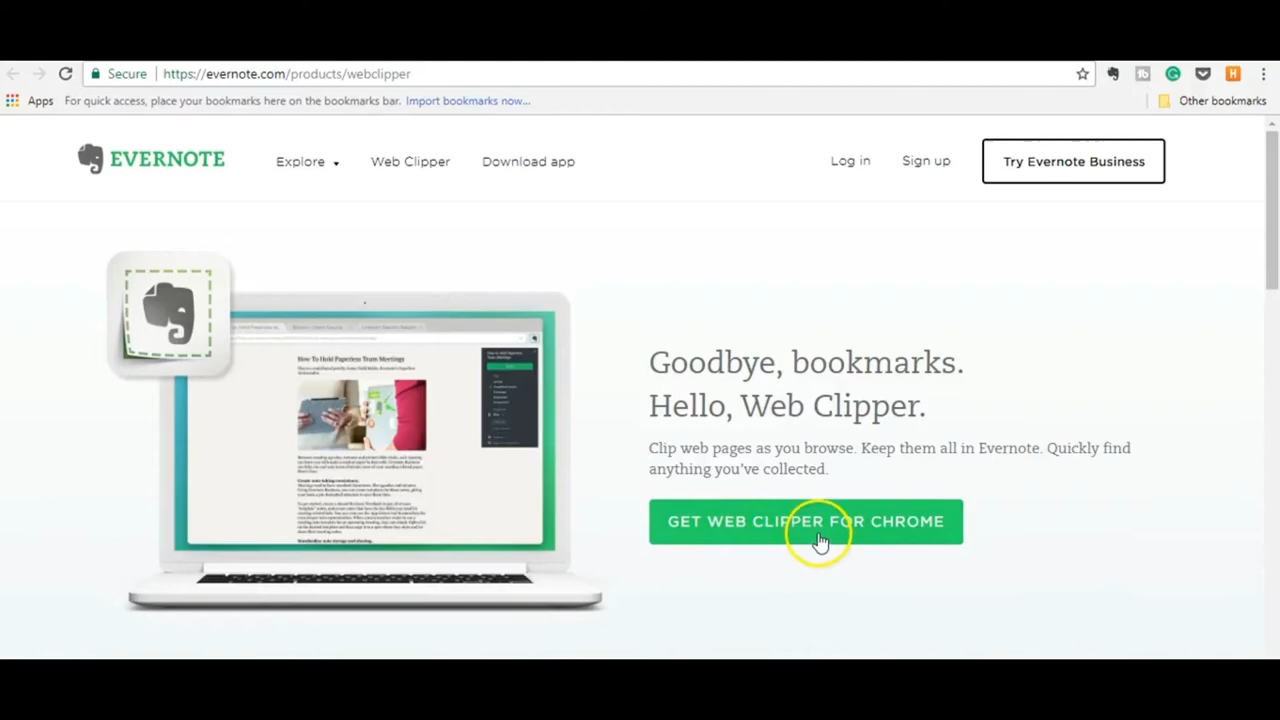 Secure
https://evernote.com/products/webclipper
Apps
For quick access, place your bookmarks here on the bookmarks bar. Import bookmarks now...
Other bookmarks
EVERNOTE
Explore
Web Clipper
Download app
Log in
Sign up
Try Evernote Business
How To Hold Paperless Team Meetings
Goodbye, bookmarks.
Hello, Web Clipper.
Clip web pages as you browse. Keep them all in Evernote. Quickly find
anything you've collected.
GET WEB CLIPPER FOR CHROME